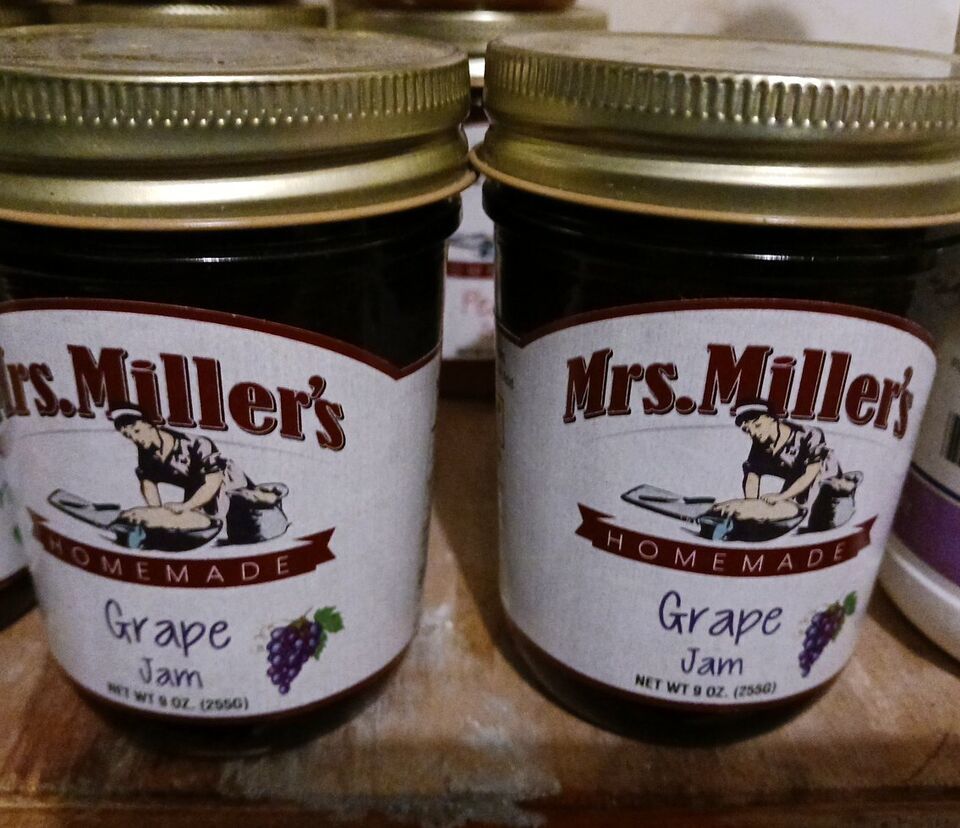 Mrs. Miller's
HOMEMADE
Grape
Jam
NET WT 9 OZ. (255G)
Mrs. Miller's
HOMEMADE
Grape
Jam
NET WT 9 OZ. (255G)